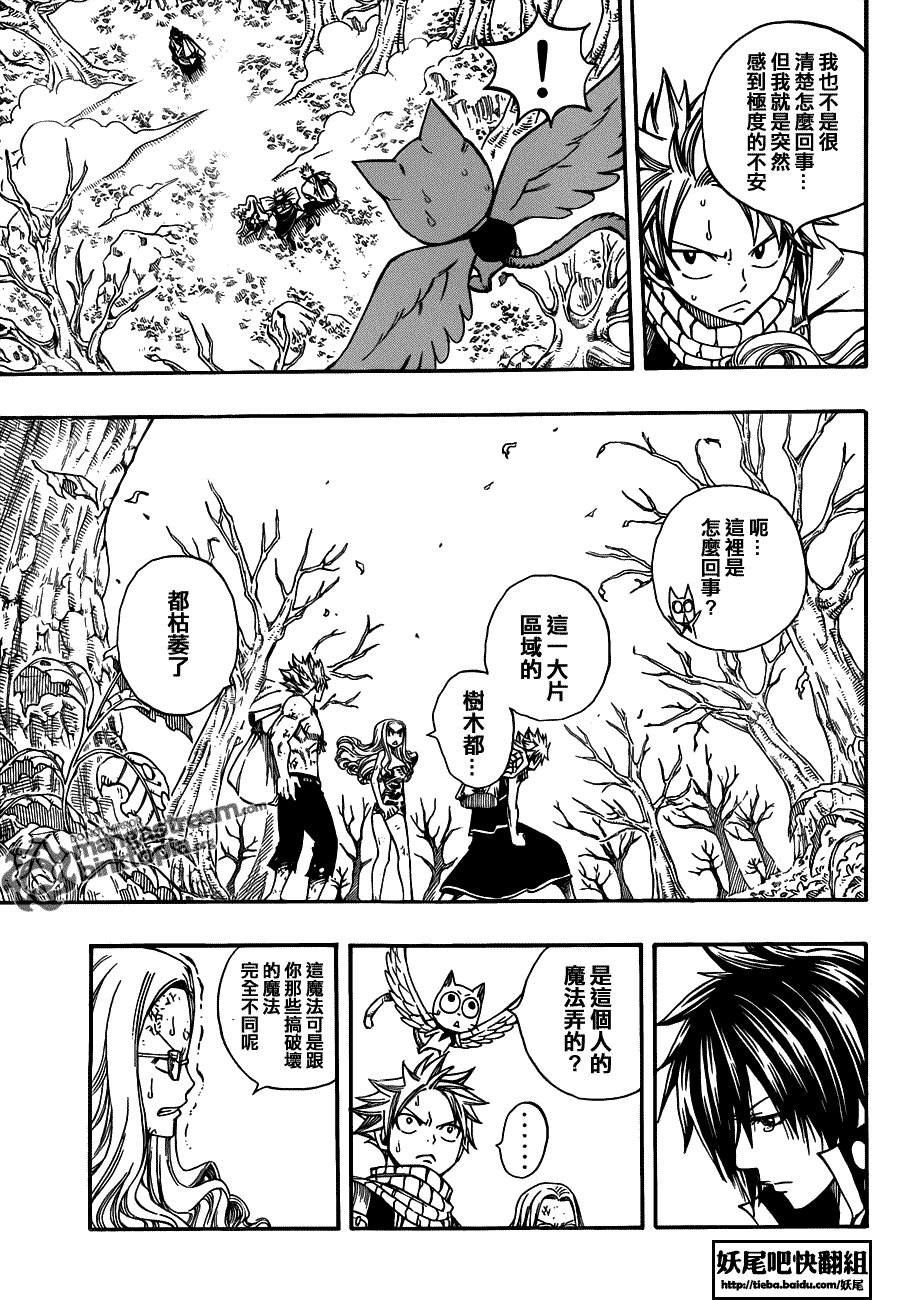 我也不是很
清楚怎麼回事…
但我就是突然
感到極度的不安
！
呃…
這裡是
怎麼回事？
這一大片
區域的
樹木都…
都枯萎了
mangastream.com
是這個人的
魔法弄的？
……
這魔法可是跟
你那些搞破壞
的魔法
完全不同呢
妖尾吧快翻組
http://tieba.baidu.com/妖尾